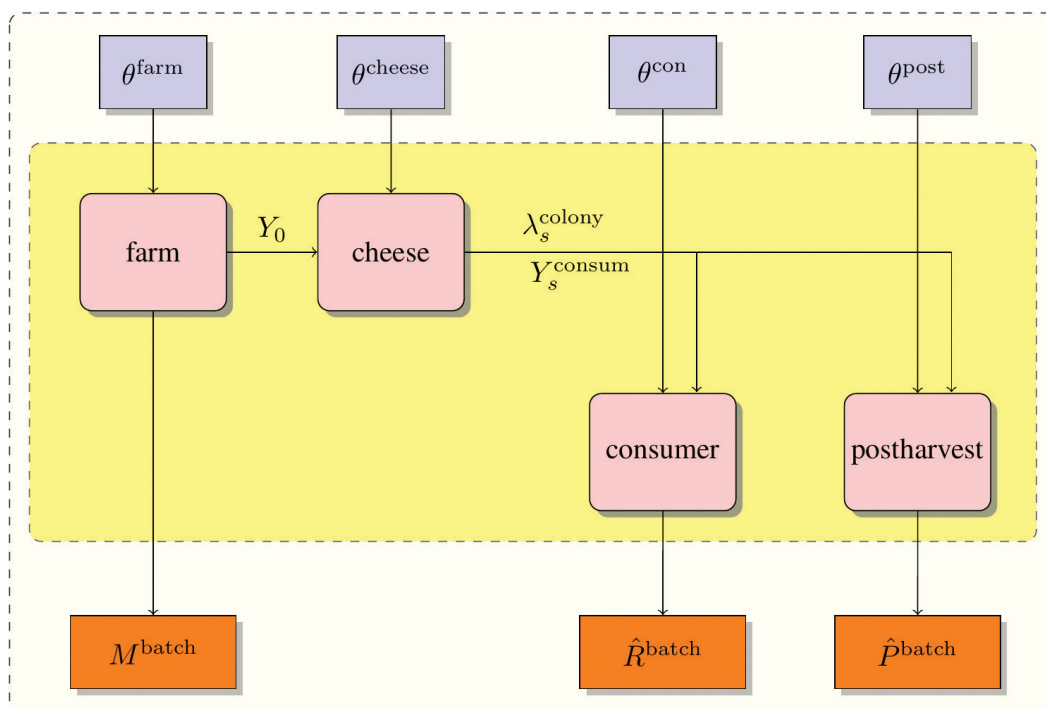 θ^farm θ^cheese θ^con θ^post
farm Y_0 cheese λ_s^colony
Y_s^consum
consumer postharvest
M^batch R̂^batch P̂^batch